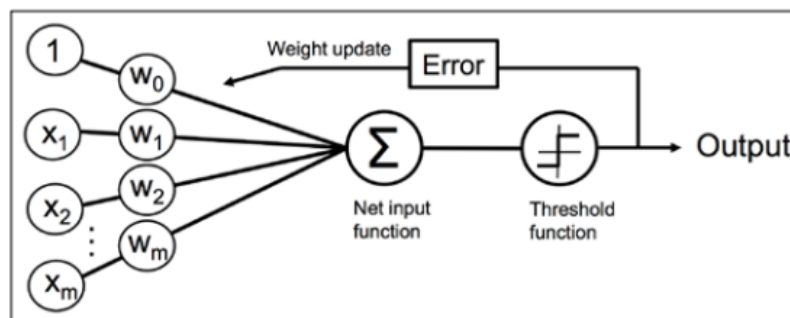 Weight update
Error
1
w0
x1
w1
Σ
Output
x2
w2
Net input
function
Threshold
function
⋮
xm
wm